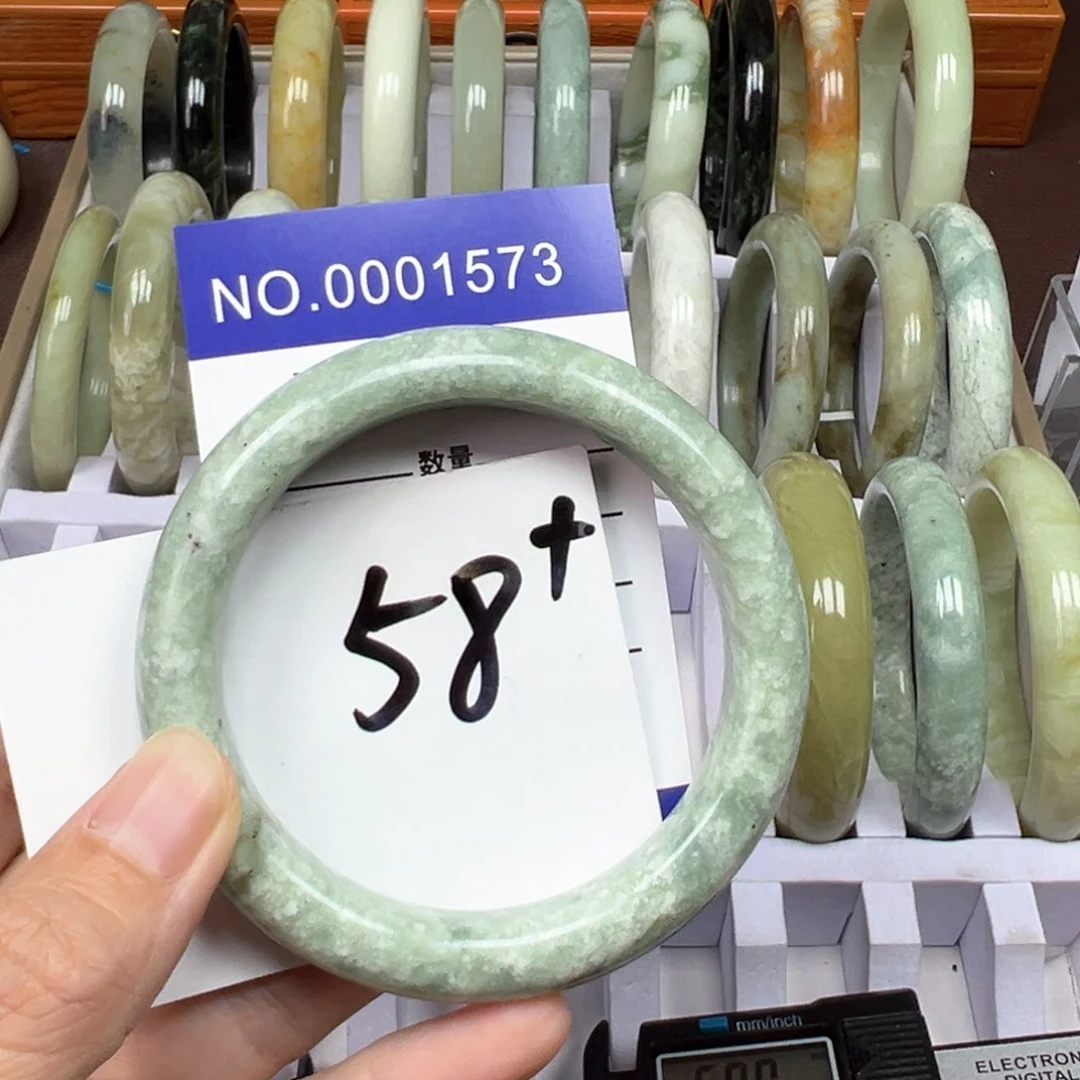 NO.0001573
数量
58+
mm/inch
ELECTRON
DIGITAL